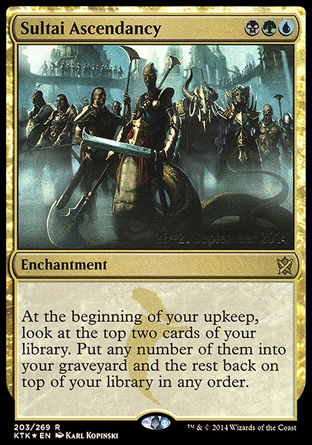 Sultai Ascendancy
Enchantment
At the beginning of your upkeep,
look at the top two cards of your
library. Put any number of them into
your graveyard and the rest back on
top of your library in any order.
203/269 R
KTK ★ EN Karl Kopinski
™ & © 2014 Wizards of the Coast